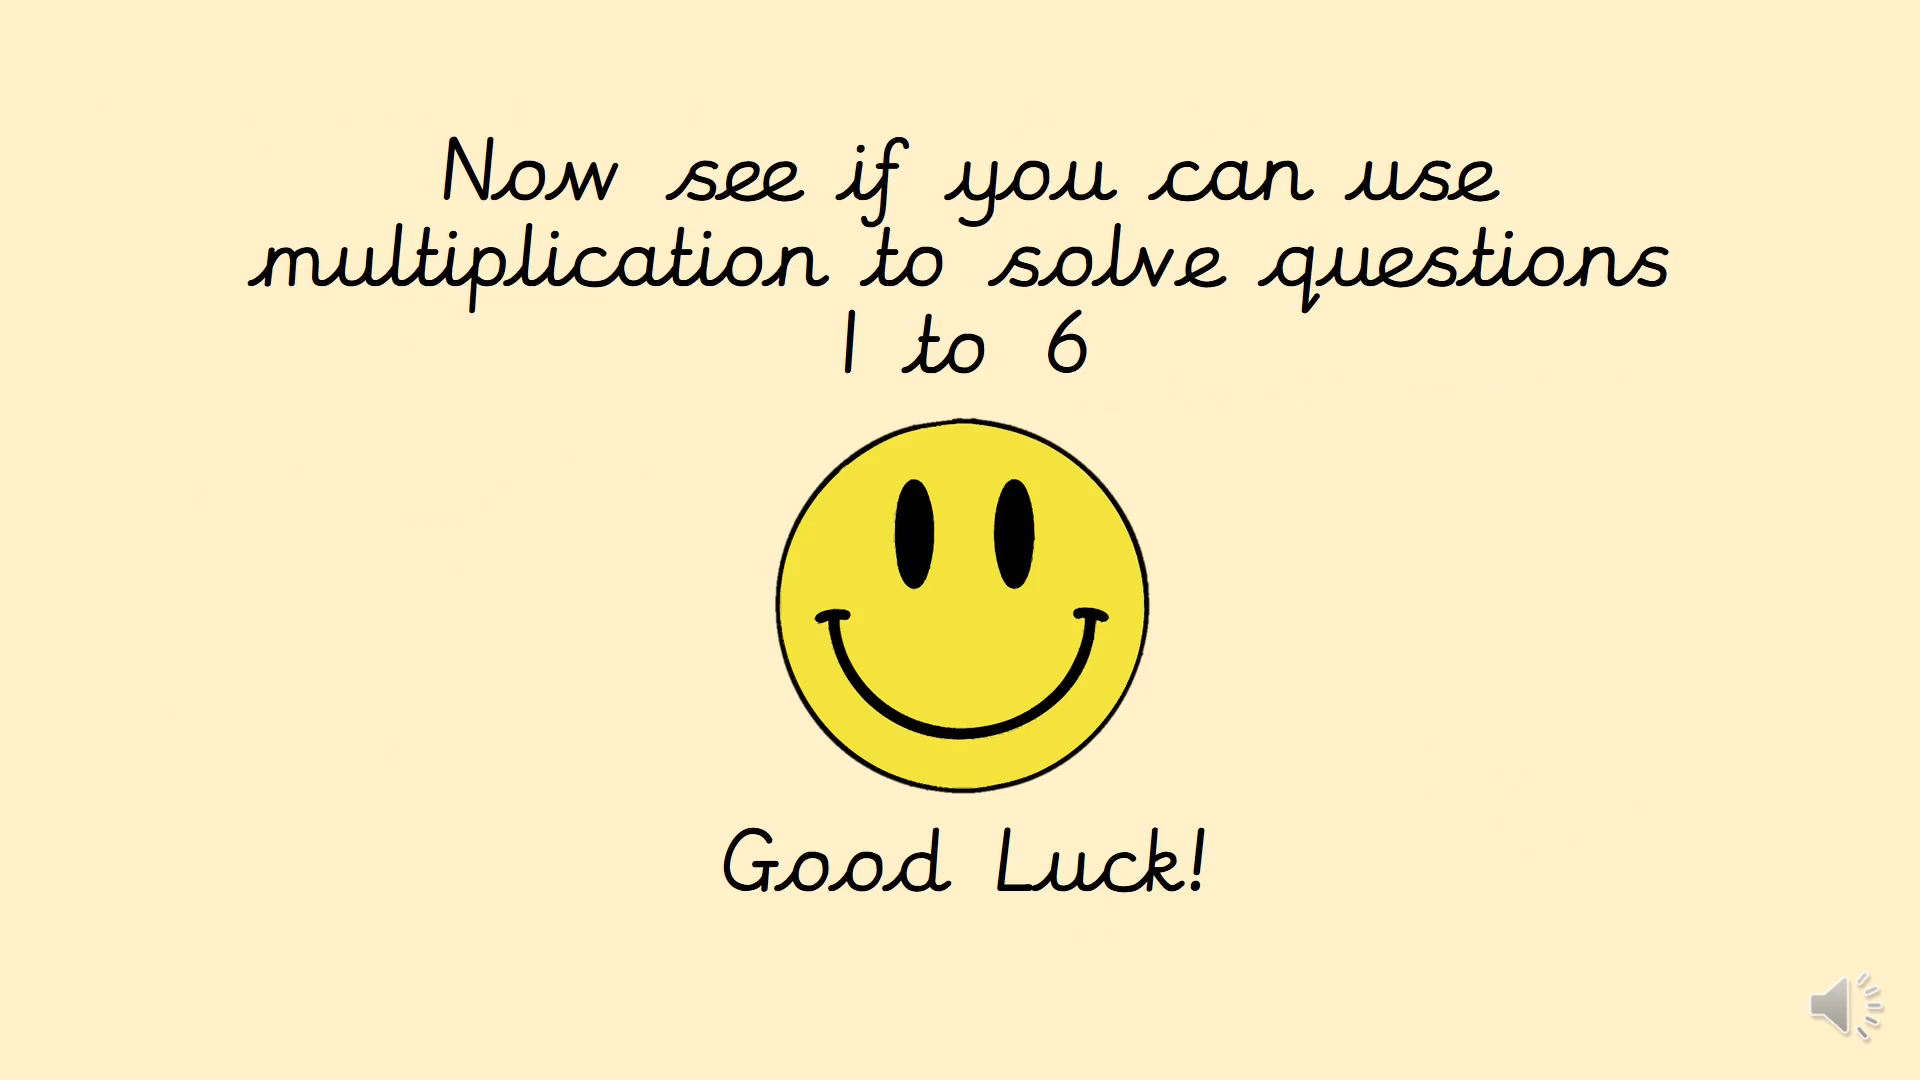 Now see if you can use
multiplication to solve questions
1 to 6
Good Luck!